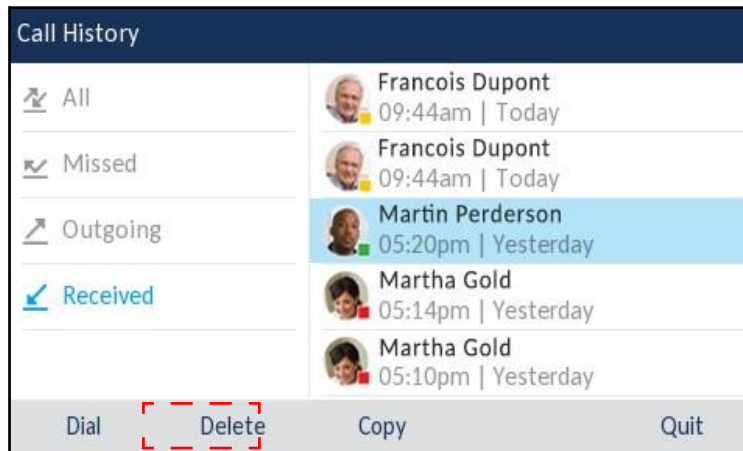 Call History
All
Missed
Outgoing
Received
Francois Dupont
09:44am | Today
Francois Dupont
09:44am | Today
Martin Perderson
05:20pm | Yesterday
Martha Gold
05:14pm | Yesterday
Martha Gold
05:10pm | Yesterday
Dial Delete Copy Quit